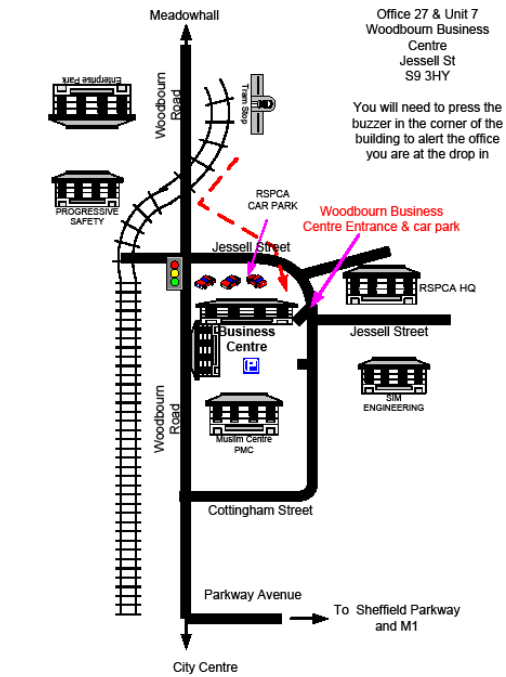 Meadowhall
Office 27 & Unit 7
Woodbourn Business
Centre
Jessell St
S9 3HY
You will need to press the
buzzer in the corner of the
building to alert the office
you are at the drop in
Enterprise Park
Woodbourn
Road
Tram Stop
PROGRESSIVE
SAFETY
RSPCA
CAR PARK
Woodbourn Business
Centre Entrance & car park
Jessell Street
RSPCA HQ
Business
Centre
Jessell Street
P
SIM
ENGINEERING
Woodbourn
Road
Muslim Centre
PMC
Cottingham Street
Parkway Avenue
To Sheffield Parkway
and M1
City Centre